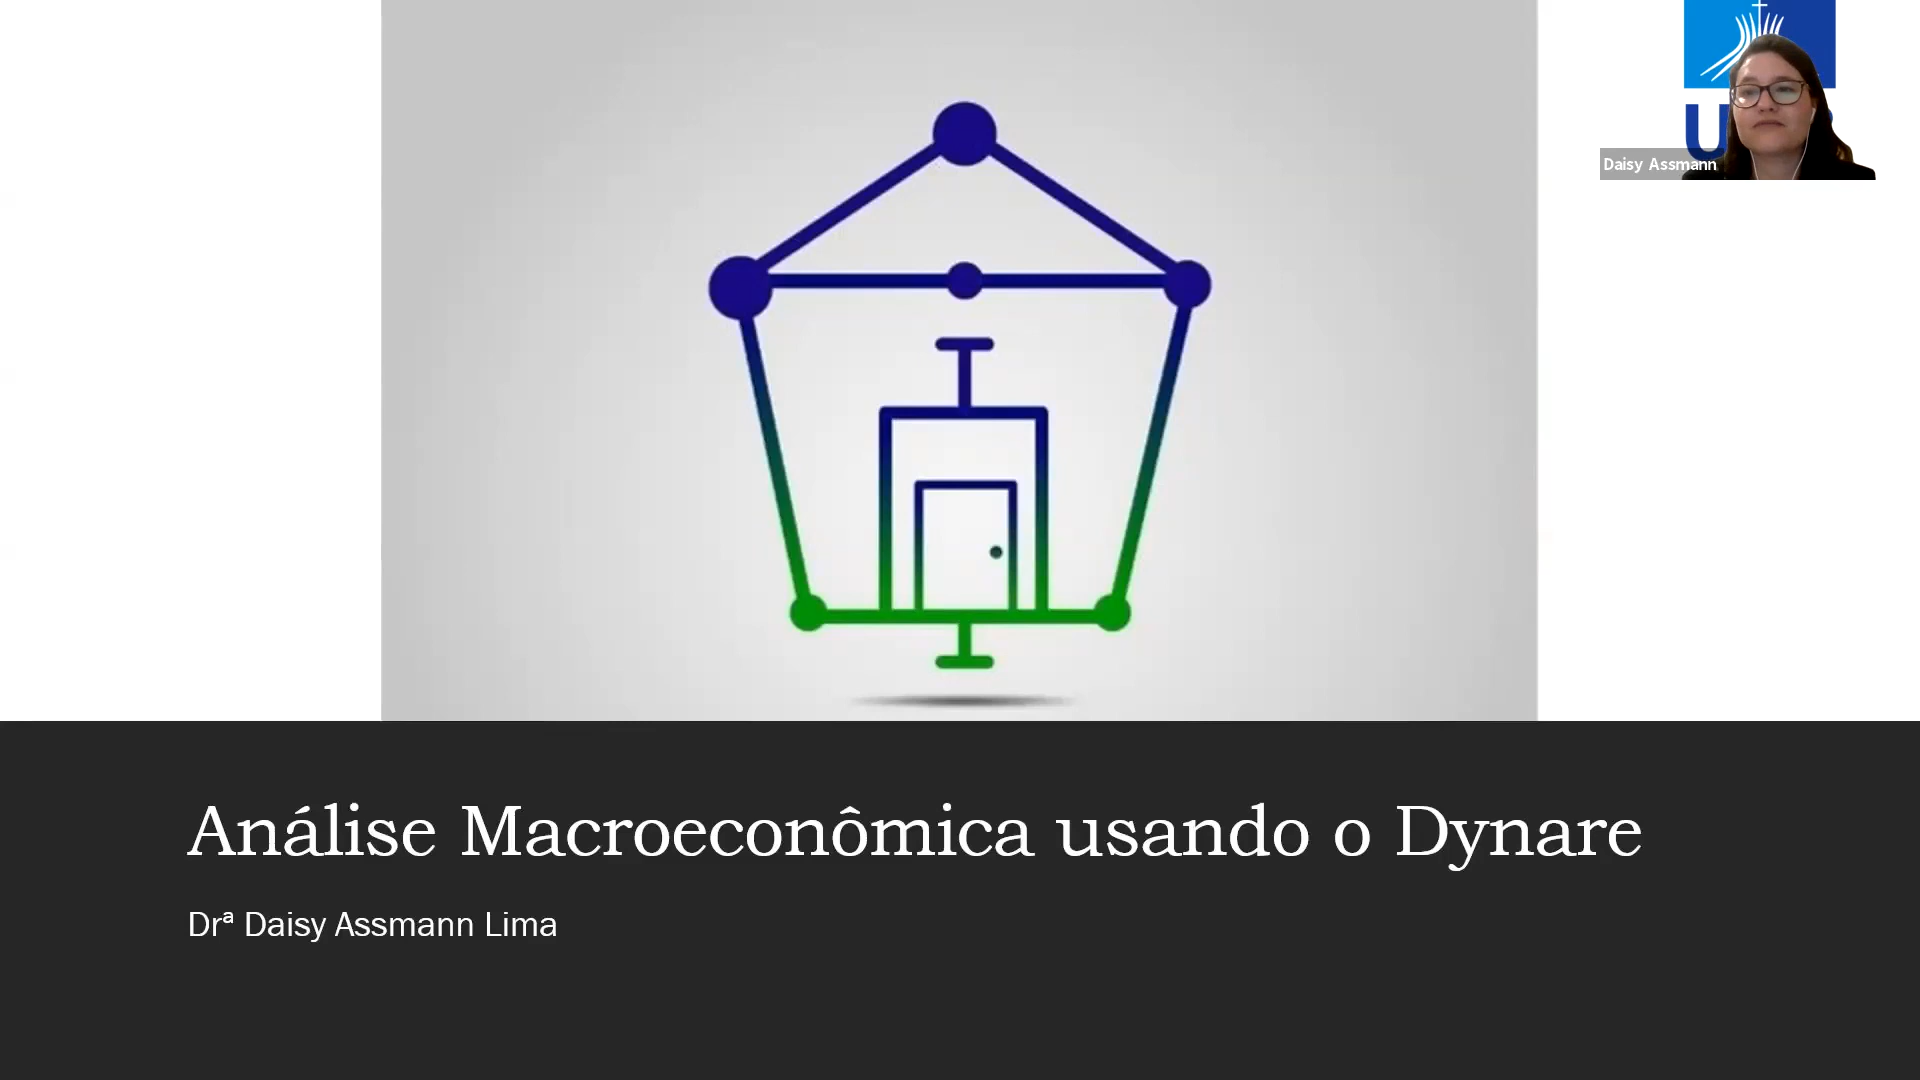 Daisy Assmann
Análise Macroeconômica usando o Dynare
Drª Daisy Assmann Lima